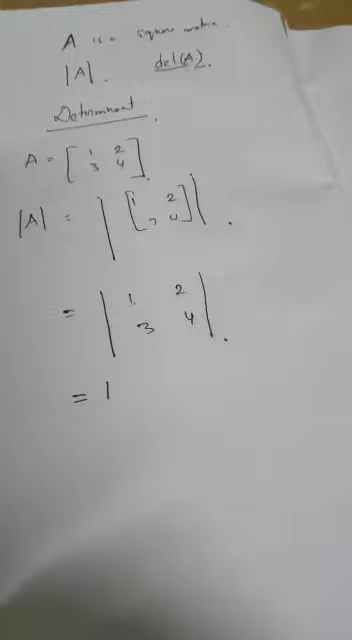 A is a square matrix.
|A|. det(A).
Determinant.
A = [ 1 2
3 4 ].
|A| = | [ 1 2
3 4 ] | .
= | 1 2
3 4 | .
= 1